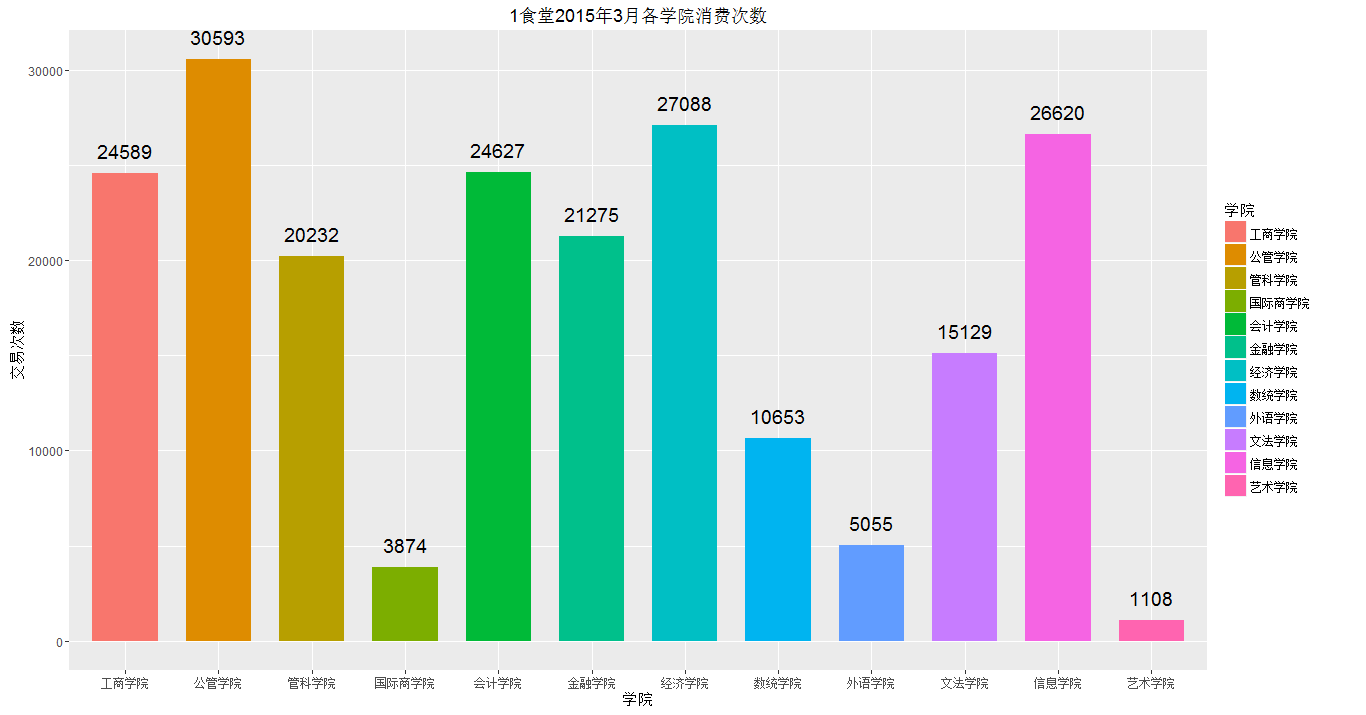 1食堂2015年3月各学院消费次数
30593
27088
26620
24589
24627
21275
20232
15129
10653
5055
3874
1108
30000
20000
10000
0
交易次数
工商学院 公管学院 管科学院 国际商学院 会计学院 金融学院 经济学院 数统学院 外语学院 文法学院 信息学院 艺术学院
学院
学院
工商学院
公管学院
管科学院
国际商学院
会计学院
金融学院
经济学院
数统学院
外语学院
文法学院
信息学院
艺术学院